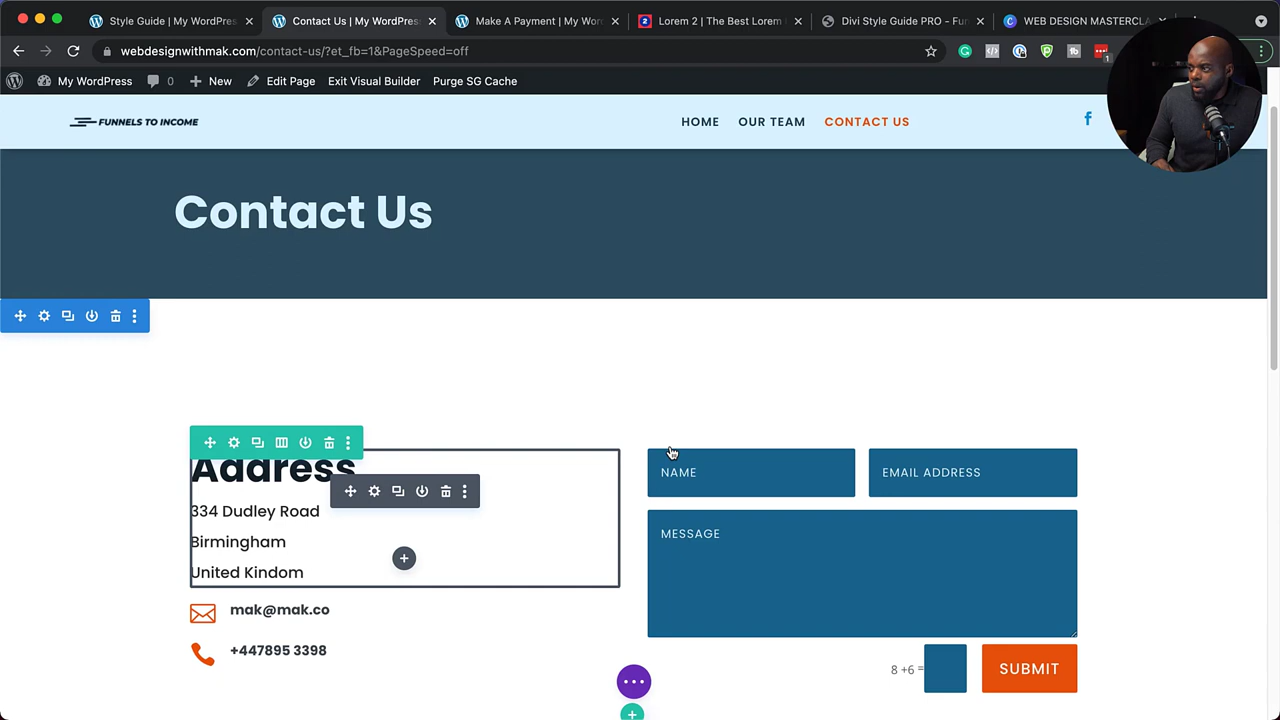 Style Guide | My WordPress
Contact Us | My WordPress
Make A Payment | My Wor
Lorem 2 | The Best Lorem
Divi Style Guide PRO - Fun
WEB DESIGN MASTERCLA
webdesignwithmak.com/contact-us/?et_fb=1&PageSpeed=off
My WordPress
0
New
Edit Page
Exit Visual Builder
Purge SG Cache
FUNNELS TO INCOME
HOME
OUR TEAM
CONTACT US
Contact Us
Address
334 Dudley Road
Birmingham
United Kindom
mak@mak.co
+447895 3398
NAME
EMAIL ADDRESS
MESSAGE
8 +6 =
SUBMIT